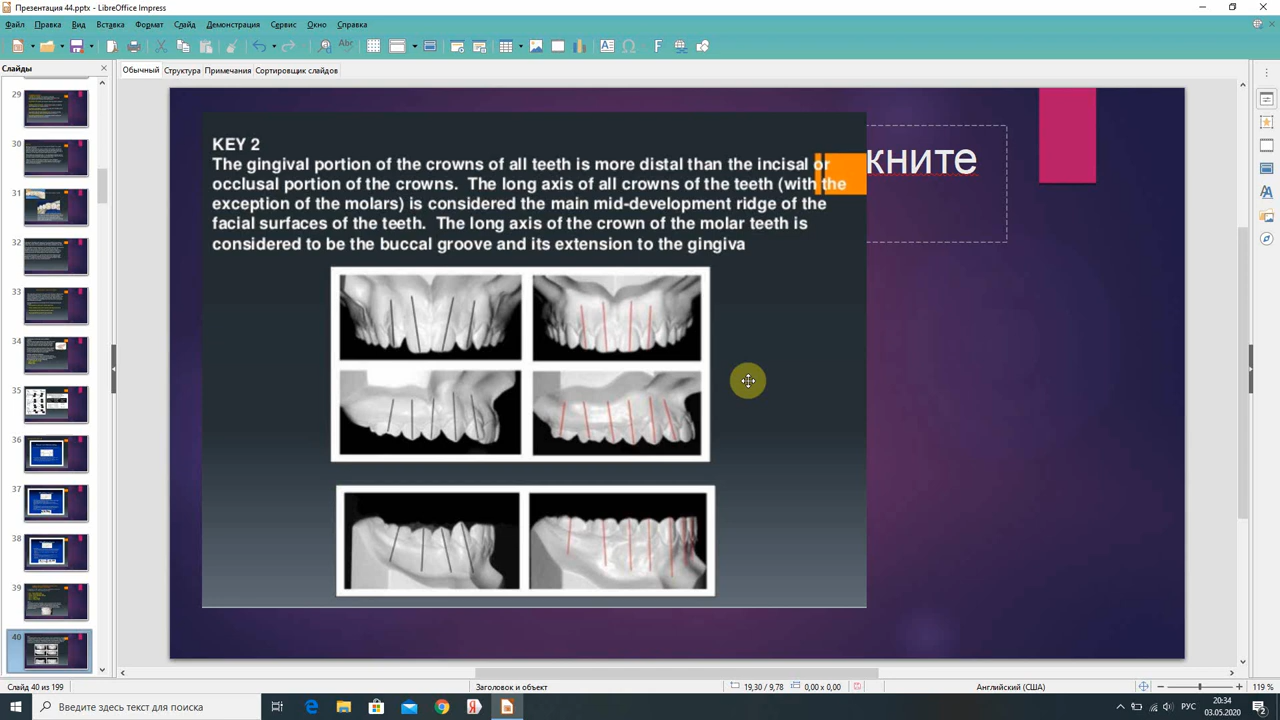 Презентация 44.pptx - LibreOffice Impress
Файл Правка Вид Вставка Формат Слайд Демонстрация Сервис Окно Справка
Слайды
Обычный Структура Примечания Сортировщик слайдов
29
30
31
32
33
34
35
36
37
38
39
40
кните
KEY 2
The gingival portion of the crowns of all teeth is more distal than the incisal or
occlusal portion of the crowns. The long axis of all crowns of the teeth (with the
exception of the molars) is considered the main mid-development ridge of the
facial surfaces of the teeth. The long axis of the crown of the molar teeth is
considered to be the buccal groove and its extension to the gingiva
Слайд 40 из 199 Заголовок и объект 19,30 / 9,78 0,00 x 0,00 Английский (США) 119 %
Введите здесь текст для поиска
РУС
20:34
03.05.2020
2